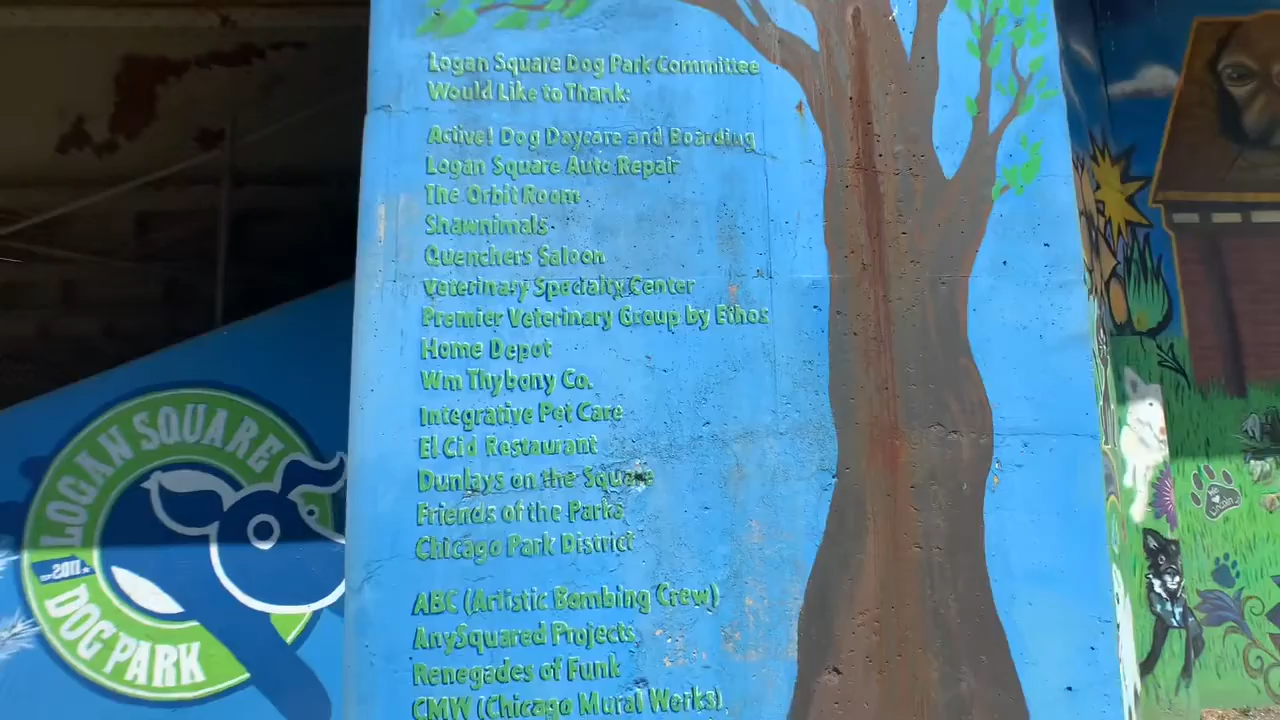 Logan Square Dog Park Committee
Would Like to Thank:
Active! Dog Daycare and Boarding
Logan Square Auto Repair
The Orbit Room
Shawnimals
Quenchers Saloon
Veterinary Specialty Center
Premier Veterinary Group by Ethos
Home Depot
Wm Thybony Co.
Integrative Pet Care
El Cid Restaurant
Dunlays on the Square
Friends of the Parks
Chicago Park District
ABC (Artistic Bombing Crew)
AnySquared Projects
Renegades of Funk
CMW (Chicago Mural Works),
LOGAN SQUARE
DOG PARK